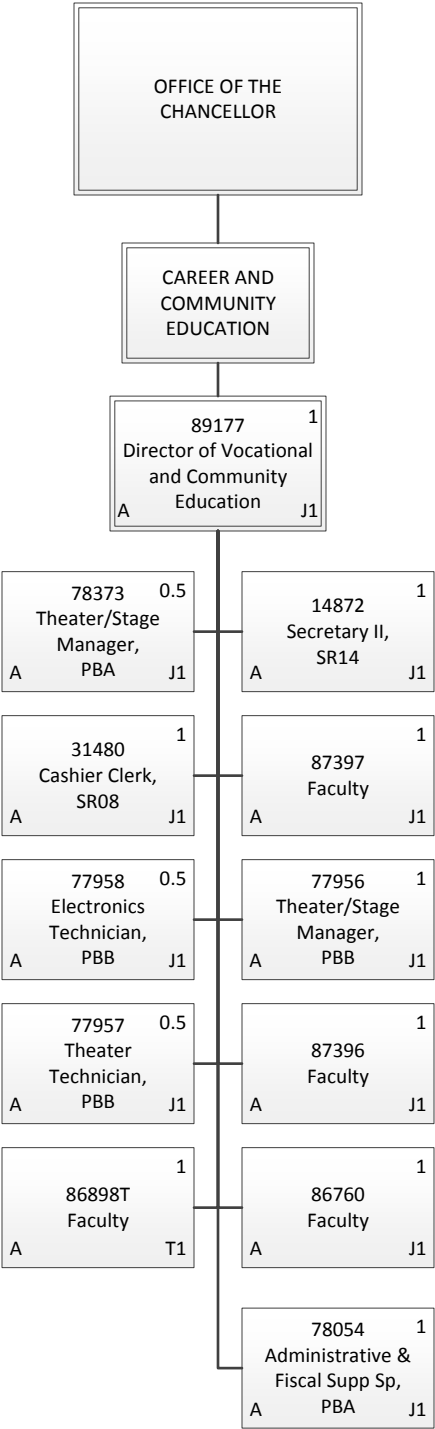 OFFICE OF THE
CHANCELLOR
CAREER AND
COMMUNITY
EDUCATION
89177 1
Director of Vocational
and Community
Education
A J1
78373 0.5
Theater/Stage
Manager,
PBA
A J1
14872 1
Secretary II,
SR14
A J1
31480 1
Cashier Clerk,
SR08
A J1
87397 1
Faculty
A J1
77958 0.5
Electronics
Technician,
PBB
A J1
77956 1
Theater/Stage
Manager,
PBB
A J1
77957 0.5
Theater
Technician,
PBB
A J1
87396 1
Faculty
A J1
86898T 1
Faculty
A T1
86760 1
Faculty
A J1
78054 1
Administrative &
Fiscal Supp Sp,
PBA
A J1